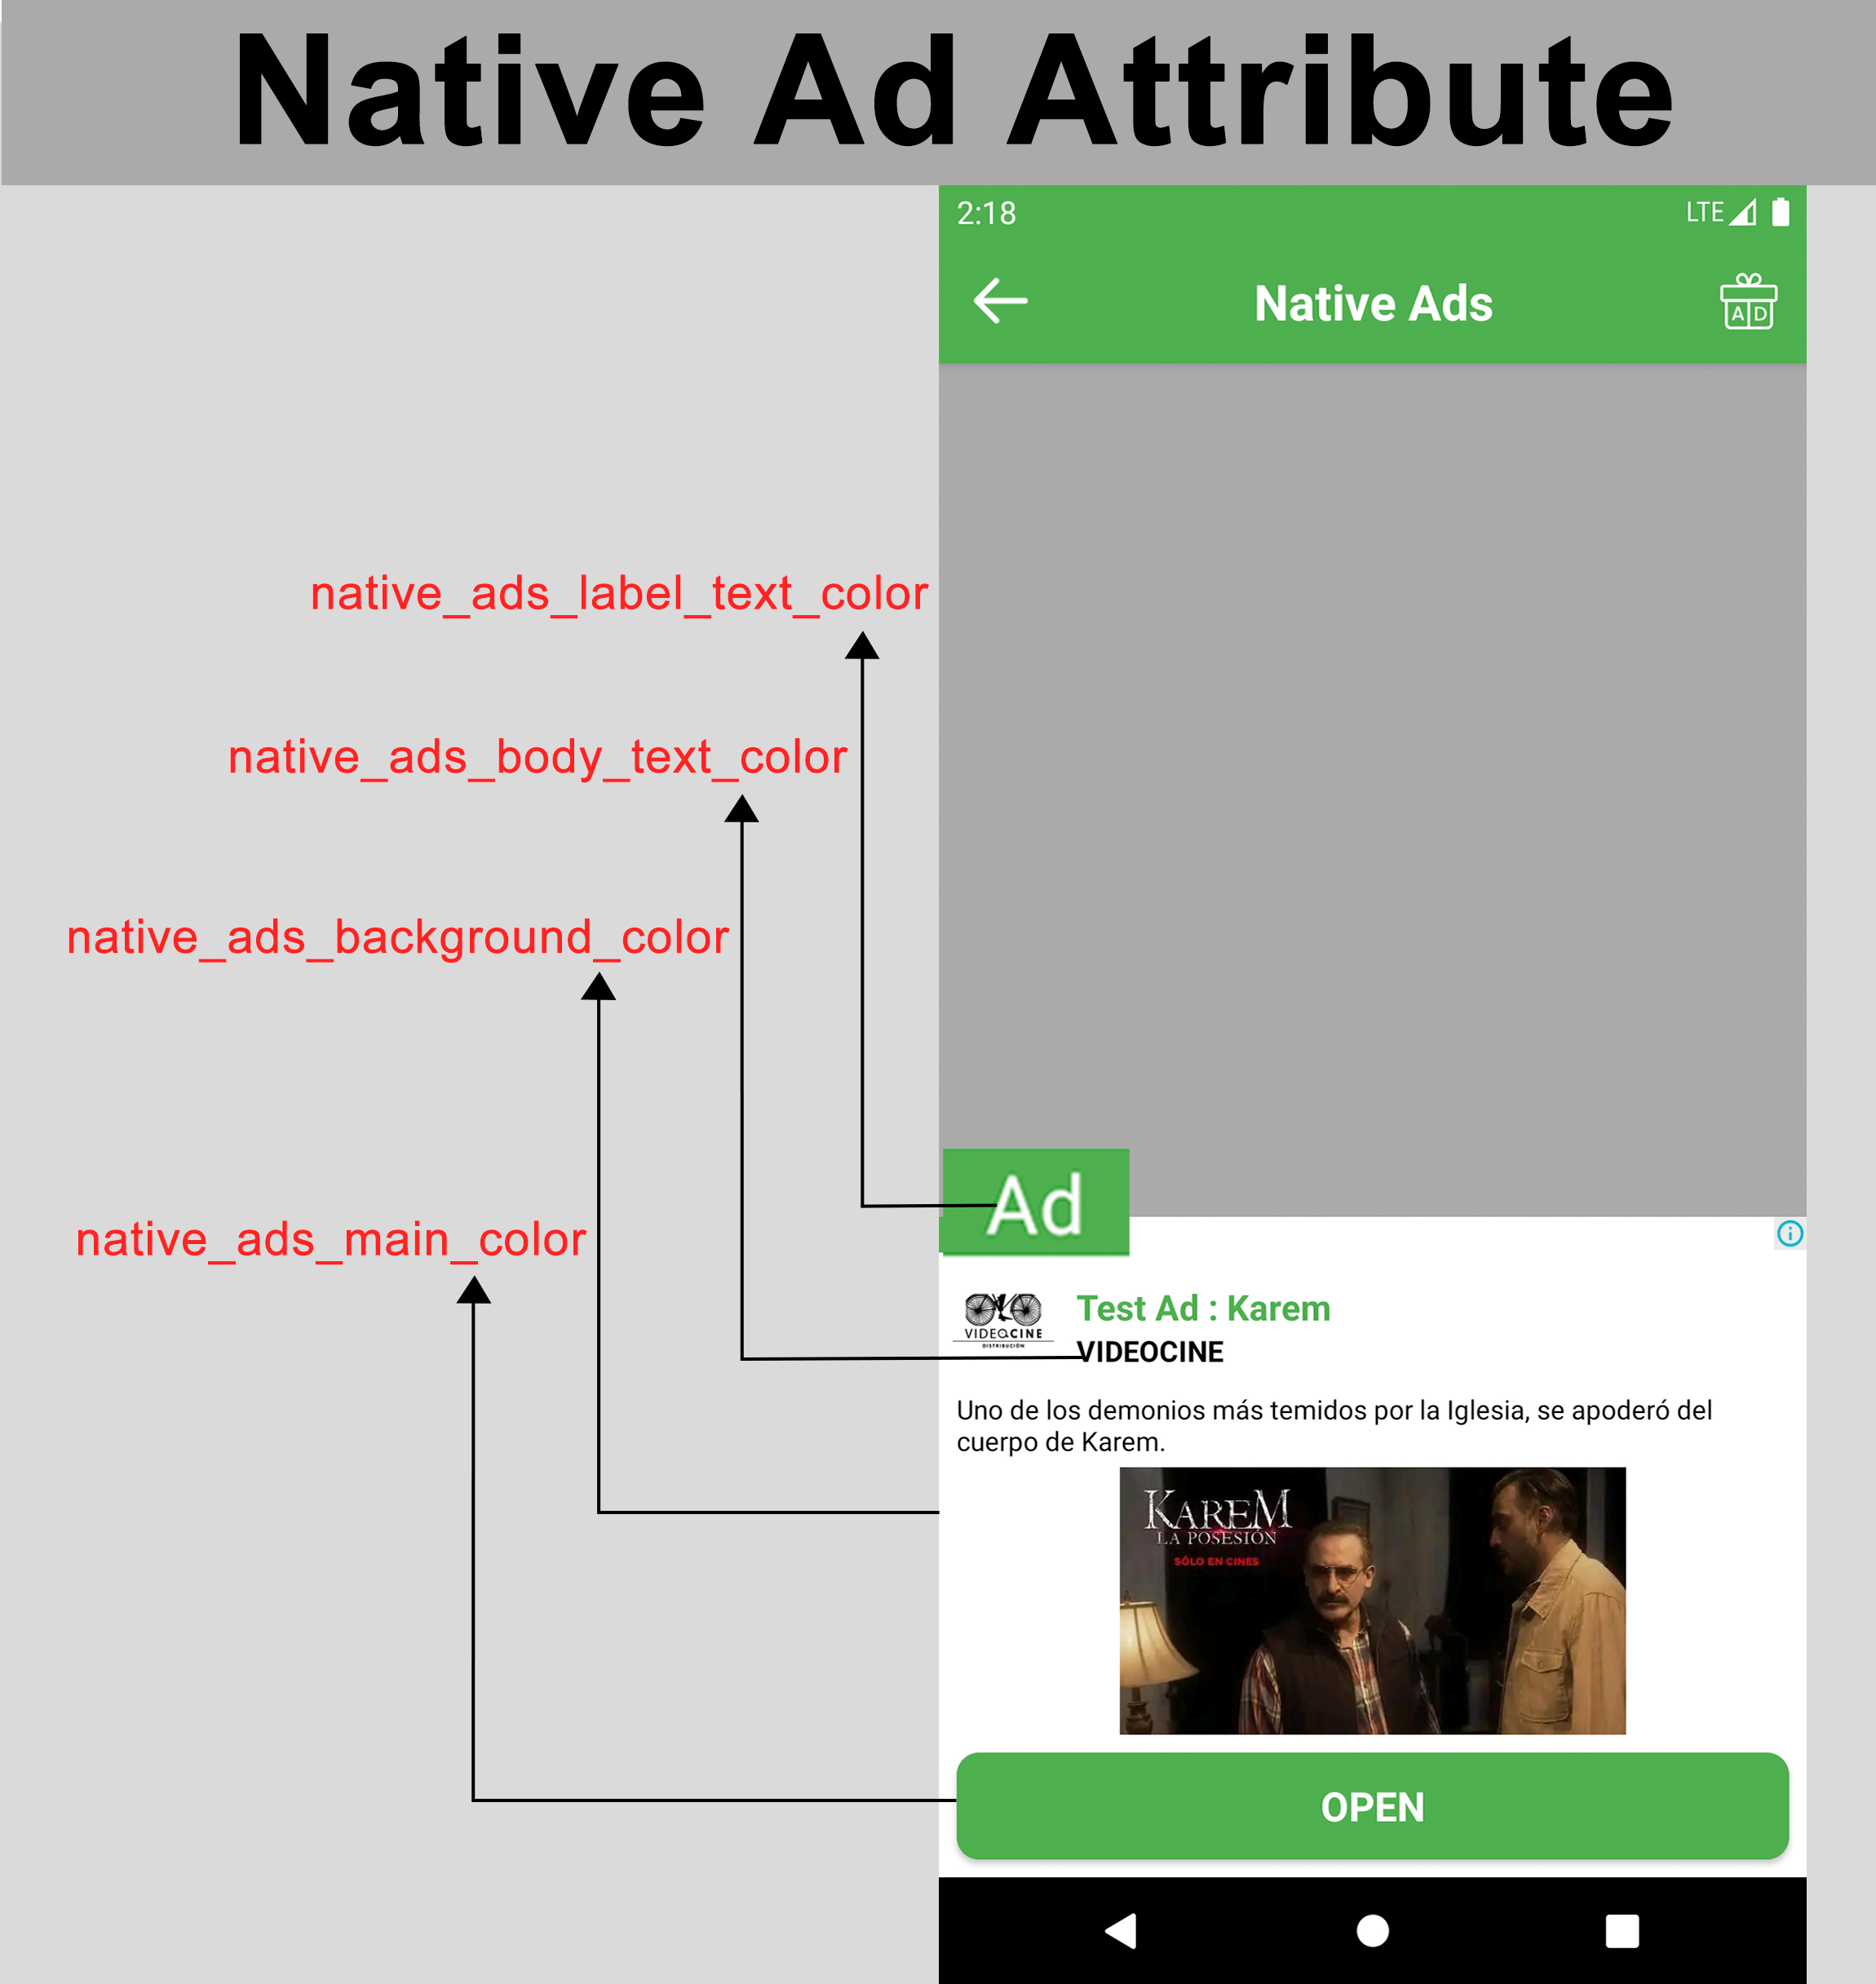 Native Ad Attribute
2:18
LTE
Native Ads
A D
native_ads_label_text_color
native_ads_body_text_color
native_ads_background_color
native_ads_main_color
Ad
VIDEOCINE
DISTRIBUCIÓN
Test Ad : Karem
VIDEOCINE
Uno de los demonios más temidos por la Iglesia, se apoderó del
cuerpo de Karem.
KAREM
LA POSESIÓN
SÓLO EN CINES
OPEN